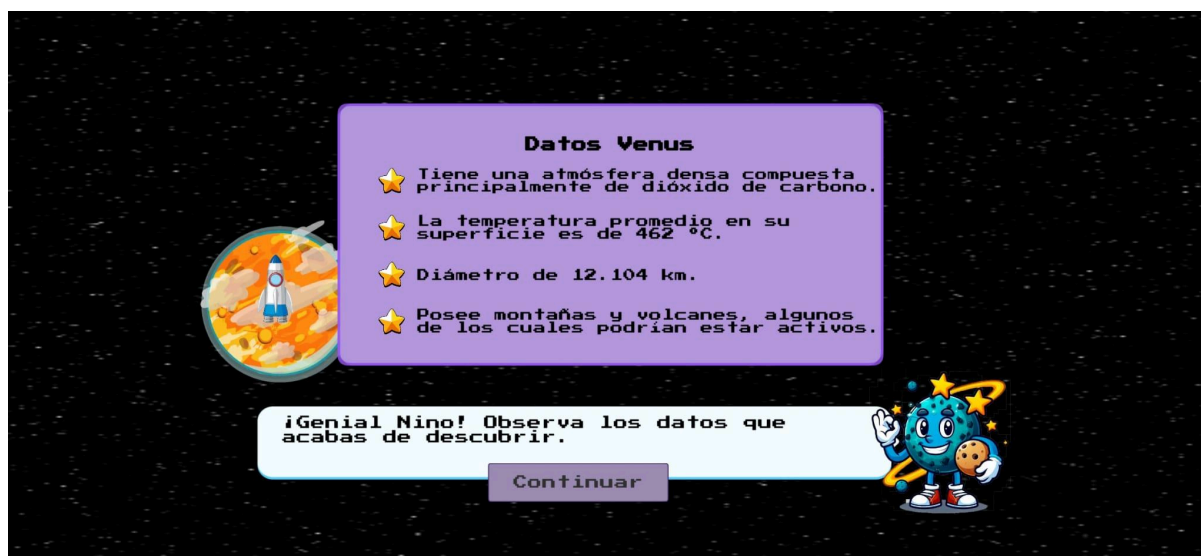 Datos Venus
Tiene una atmósfera densa compuesta
principalmente de dióxido de carbono.
La temperatura promedio en su
superficie es de 462 ºC.
Diámetro de 12.104 km.
Posee montañas y volcanes, algunos
de los cuales podrían estar activos.
¡Genial Nino! Observa los datos que
acabas de descubrir.
Continuar